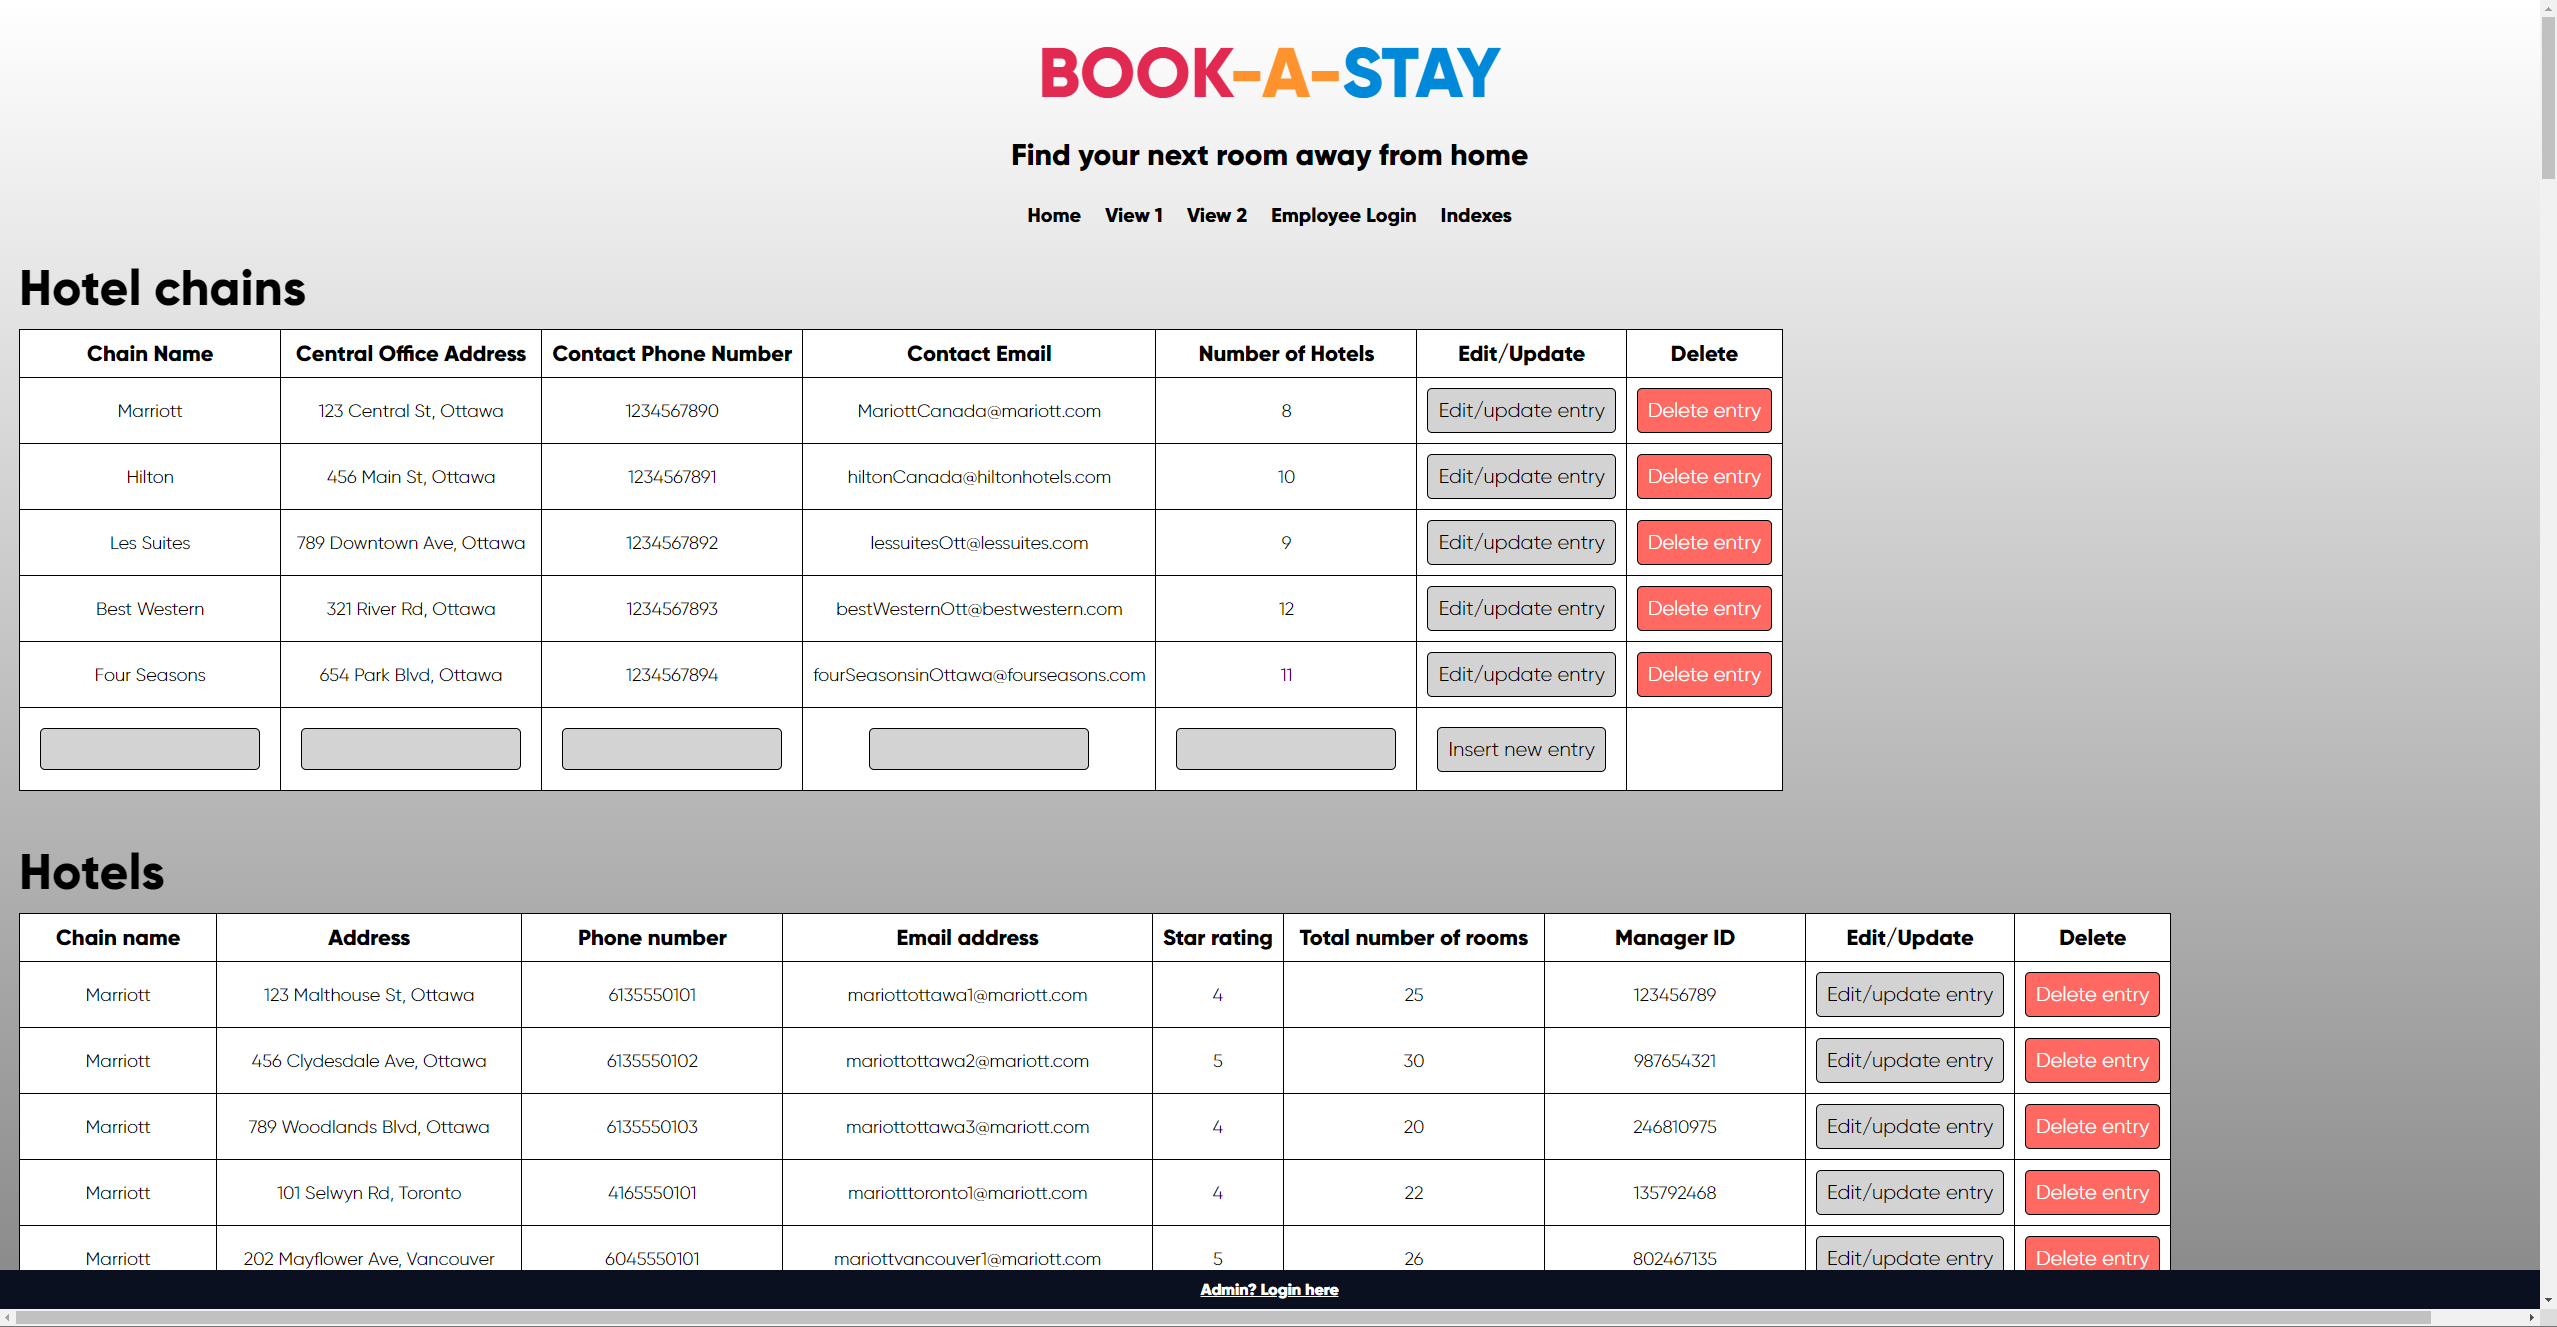 BOOK-A-STAY
Find your next room away from home
Home View 1 View 2 Employee Login Indexes
Hotel chains
Chain Name Central Office Address Contact Phone Number Contact Email Number of Hotels Edit/Update Delete
Marriott 123 Central St, Ottawa 1234567890 MariottCanada@mariott.com 8 Edit/update entry Delete entry
Hilton 456 Main St, Ottawa 1234567891 hiltonCanada@hiltonhotels.com 10 Edit/update entry Delete entry
Les Suites 789 Downtown Ave, Ottawa 1234567892 lessuitesOtt@lessuites.com 9 Edit/update entry Delete entry
Best Western 321 River Rd, Ottawa 1234567893 bestWesternOtt@bestwestern.com 12 Edit/update entry Delete entry
Four Seasons 654 Park Blvd, Ottawa 1234567894 fourSeasonsinOttawa@fourseasons.com 11 Edit/update entry Delete entry
Insert new entry
Hotels
Chain name Address Phone number Email address Star rating Total number of rooms Manager ID Edit/Update Delete
Marriott 123 Malthouse St, Ottawa 6135550101 mariottottawa1@mariott.com 4 25 123456789 Edit/update entry Delete entry
Marriott 456 Clydesdale Ave, Ottawa 6135550102 mariottottawa2@mariott.com 5 30 987654321 Edit/update entry Delete entry
Marriott 789 Woodlands Blvd, Ottawa 6135550103 mariottottawa3@mariott.com 4 20 246810975 Edit/update entry Delete entry
Marriott 101 Selwyn Rd, Toronto 4165550101 mariotttoronto1@mariott.com 4 22 135792468 Edit/update entry Delete entry
Marriott 202 Mayflower Ave, Vancouver 6045550101 mariottvancouver1@mariott.com 5 26 802467135 Edit/update entry Delete entry
Admin? Login here